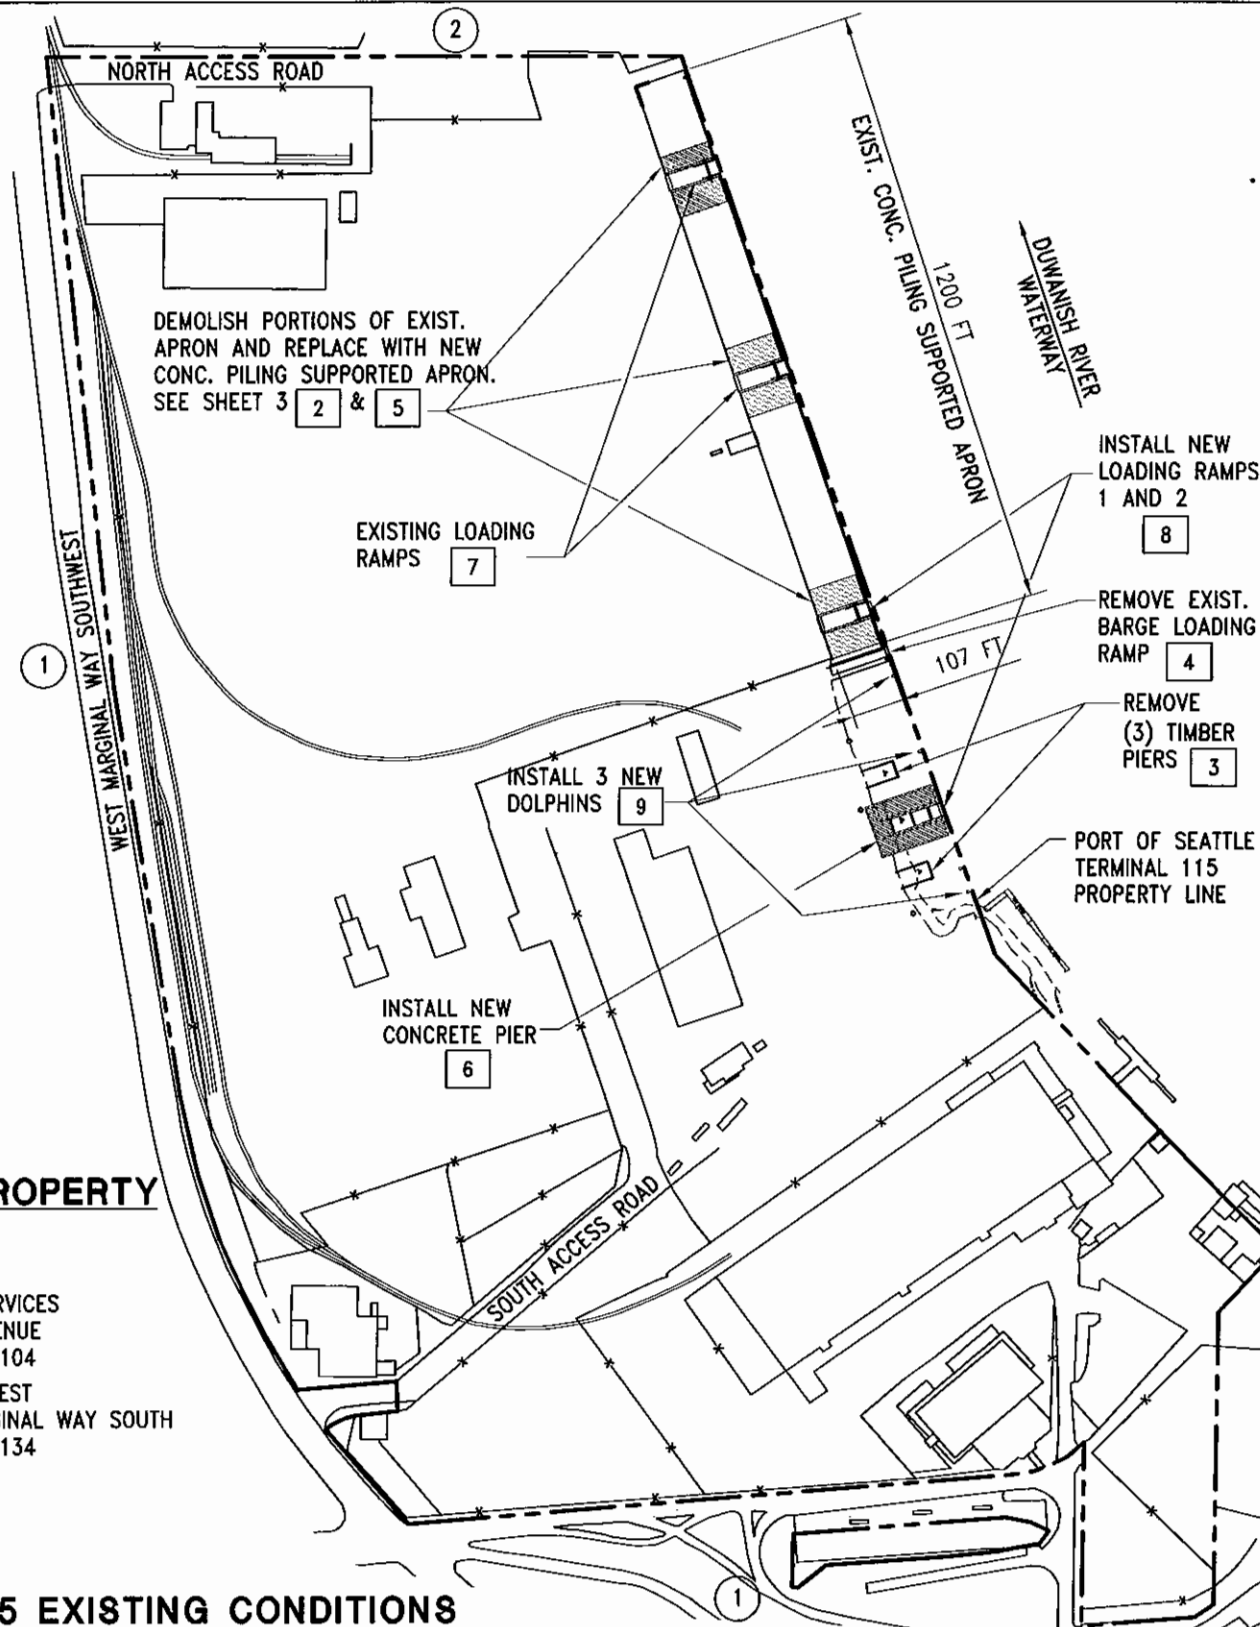 2
NORTH ACCESS ROAD
EXIST. CONC. PILING SUPPORTED APRON
1200 FT
DUWANISH RIVER
WATERWAY
DEMOLISH PORTIONS OF EXIST.
APRON AND REPLACE WITH NEW
CONC. PILING SUPPORTED APRON.
SEE SHEET 3 2 & 5
INSTALL NEW
LOADING RAMPS
1 AND 2
8
EXISTING LOADING
RAMPS 7
REMOVE EXIST.
BARGE LOADING
RAMP 4
107 FT
1
WEST MARGINAL WAY SOUTHWEST
REMOVE
(3) TIMBER
PIERS 3
INSTALL 3 NEW
DOLPHINS 9
PORT OF SEATTLE
TERMINAL 115
PROPERTY LINE
INSTALL NEW
CONCRETE PIER
6
ROPERTY
SOUTH ACCESS ROAD
RVICES
ENUE
104
EST
GINAL WAY SOUTH
134
1
5 EXISTING CONDITIONS